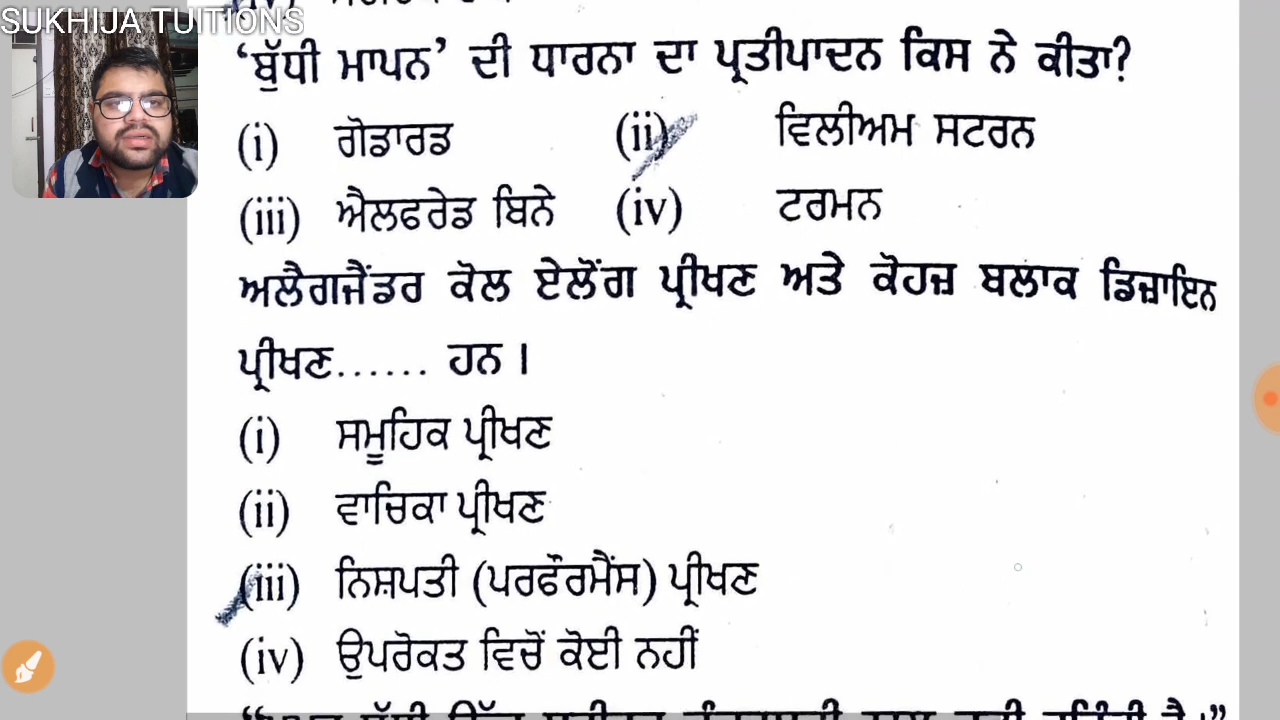 SUKHIJA TUITIONS
‘ਬੁੱਧੀ ਮਾਪਨ’ ਦੀ ਧਾਰਨਾ ਦਾ ਪ੍ਰਤੀਪਾਦਨ ਕਿਸ ਨੇ ਕੀਤਾ?
(i) ਗੋਡਾਰਡ (ii) ਵਿਲੀਅਮ ਸਟਰਨ
(iii) ਐਲਫਰੇਡ ਬਿਨੇ (iv) ਟਰਮਨ
ਅਲੈਗਜੈਂਡਰ ਕੋਲ ਏਲੋਂਗ ਪ੍ਰੀਖਣ ਅਤੇ ਕੋਹਜ਼ ਬਲਾਕ ਡਿਜ਼ਾਇਨ
ਪ੍ਰੀਖਣ...... ਹਨ।
(i) ਸਮੂਹਿਕ ਪ੍ਰੀਖਣ
(ii) ਵਾਚਿਕਾ ਪ੍ਰੀਖਣ
(iii) ਨਿਸ਼ਪਤੀ (ਪਰਫੌਰਮੈਂਸ) ਪ੍ਰੀਖਣ
(iv) ਉਪਰੋਕਤ ਵਿਚੋਂ ਕੋਈ ਨਹੀਂ